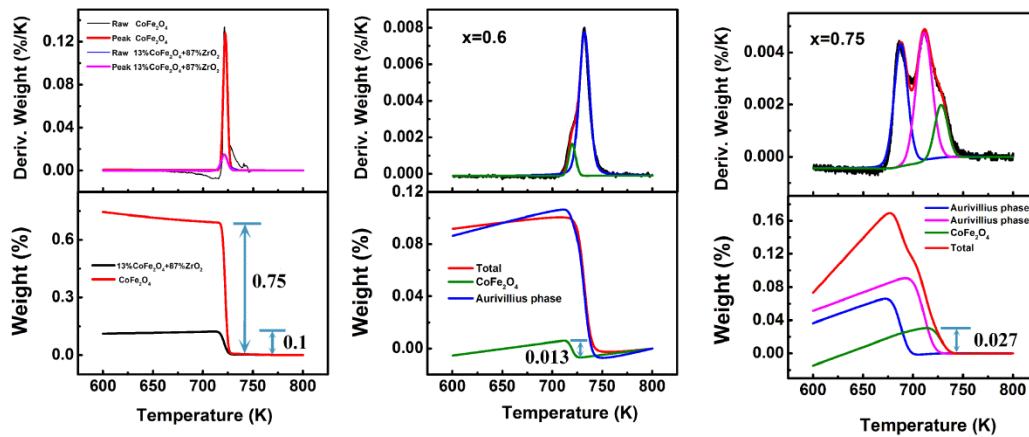 Raw CoFe₂O₄
Peak CoFe₂O₄
Raw 13%CoFe₂O₄+87%ZrO₂
Peak 13%CoFe₂O₄+87%ZrO₂
Deriv. Weight (%/K)
0.12
0.08
0.04
0.00
Weight (%)
0.6
0.3
0.0
13%CoFe₂O₄+87%ZrO₂
CoFe₂O₄
0.75
0.1
600 650 700 750 800
Temperature (K)
x=0.6
Deriv. Weight (%/K)
0.008
0.006
0.004
0.002
0.000
Weight (%)
0.12
0.08
0.04
0.00
Total
CoFe₂O₄
Aurivillius phase
0.013
600 650 700 750 800
Temperature (K)
x=0.75
Deriv. Weight (%/K)
0.004
0.002
0.000
Weight (%)
0.16
0.12
0.08
0.04
0.00
Aurivillius phase
Aurivillius phase
CoFe₂O₄
Total
0.027
600 650 700 750 800
Temperature (K)